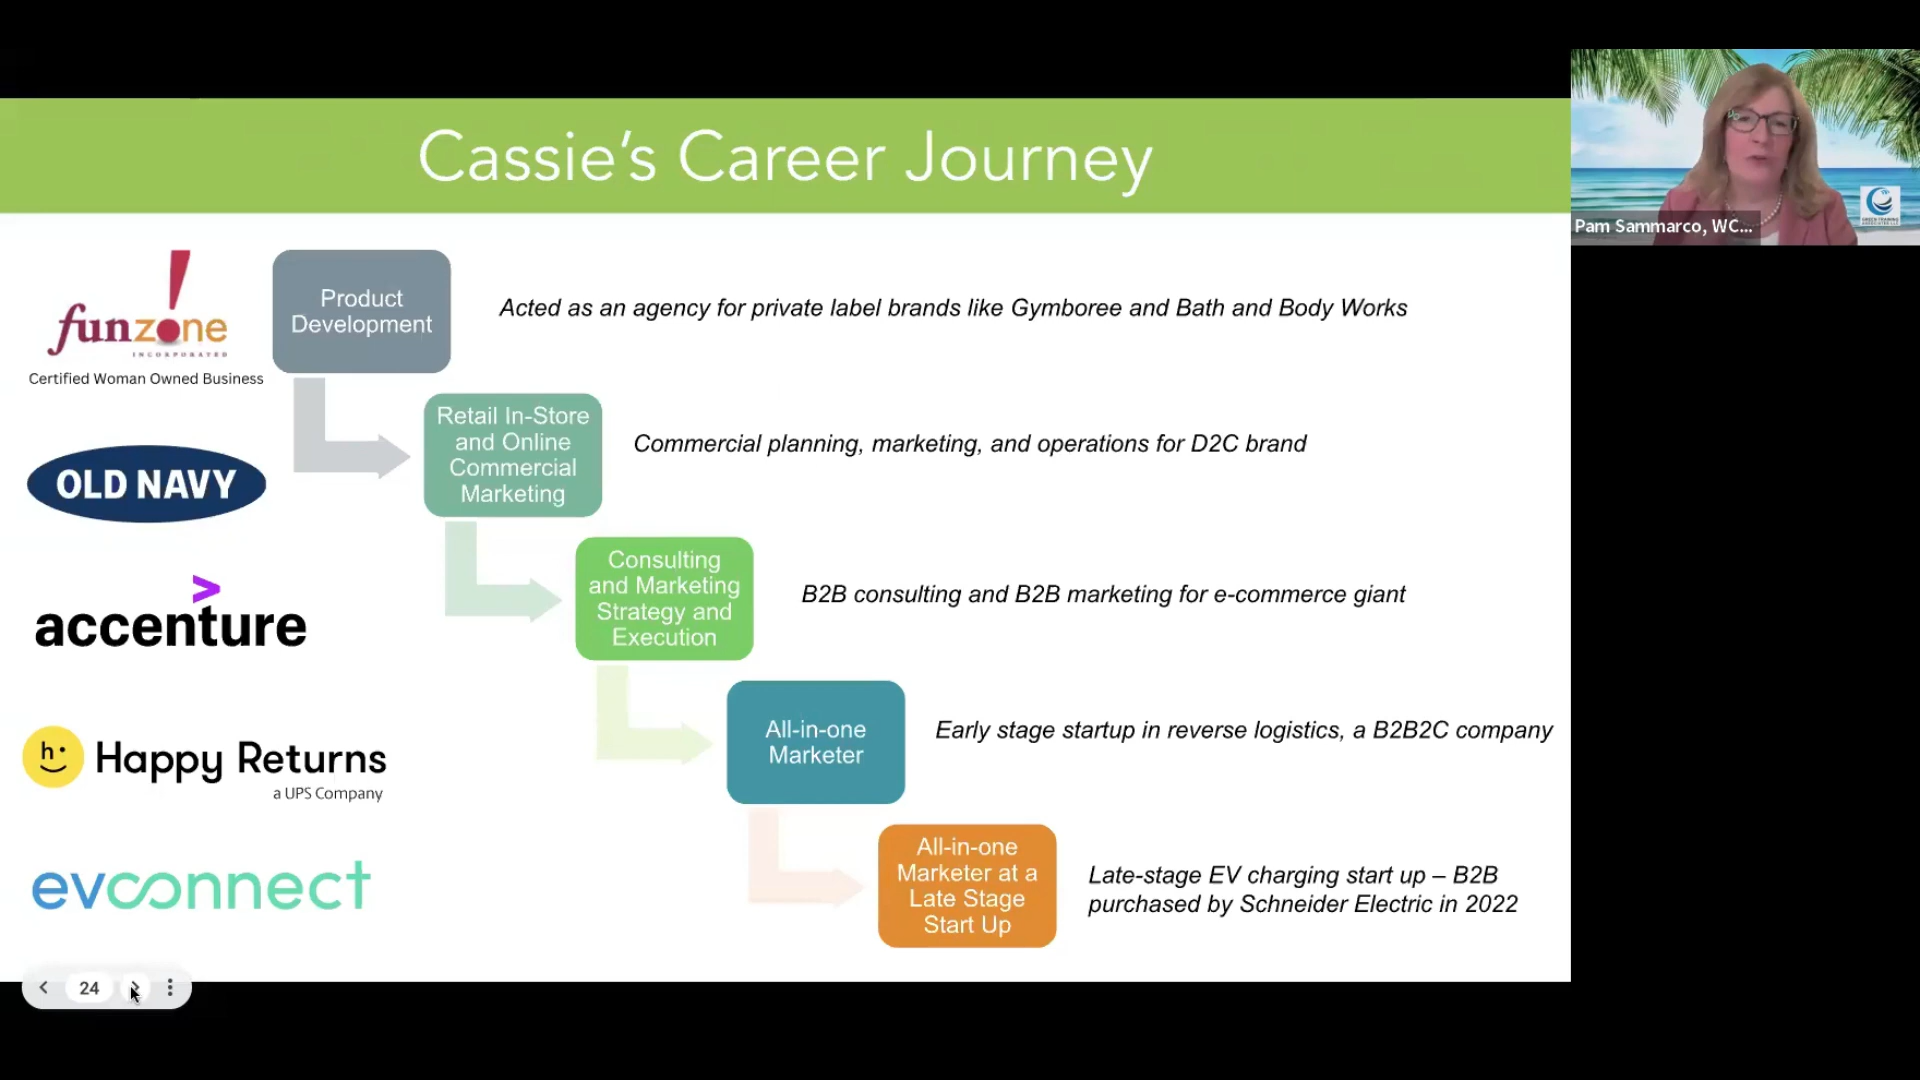 Cassie's Career Journey
Pam Sammarco, WC...
funzone
INCORPORATED
Certified Woman Owned Business
Product
Development
Acted as an agency for private label brands like Gymboree and Bath and Body Works
OLD NAVY
Retail In-Store
and Online
Commercial
Marketing
Commercial planning, marketing, and operations for D2C brand
accenture
Consulting
and Marketing
Strategy and
Execution
B2B consulting and B2B marketing for e-commerce giant
h:
Happy Returns
a UPS Company
All-in-one
Marketer
Early stage startup in reverse logistics, a B2B2C company
evconnect
All-in-one
Marketer at a
Late Stage
Start Up
Late-stage EV charging start up – B2B
purchased by Schneider Electric in 2022
24